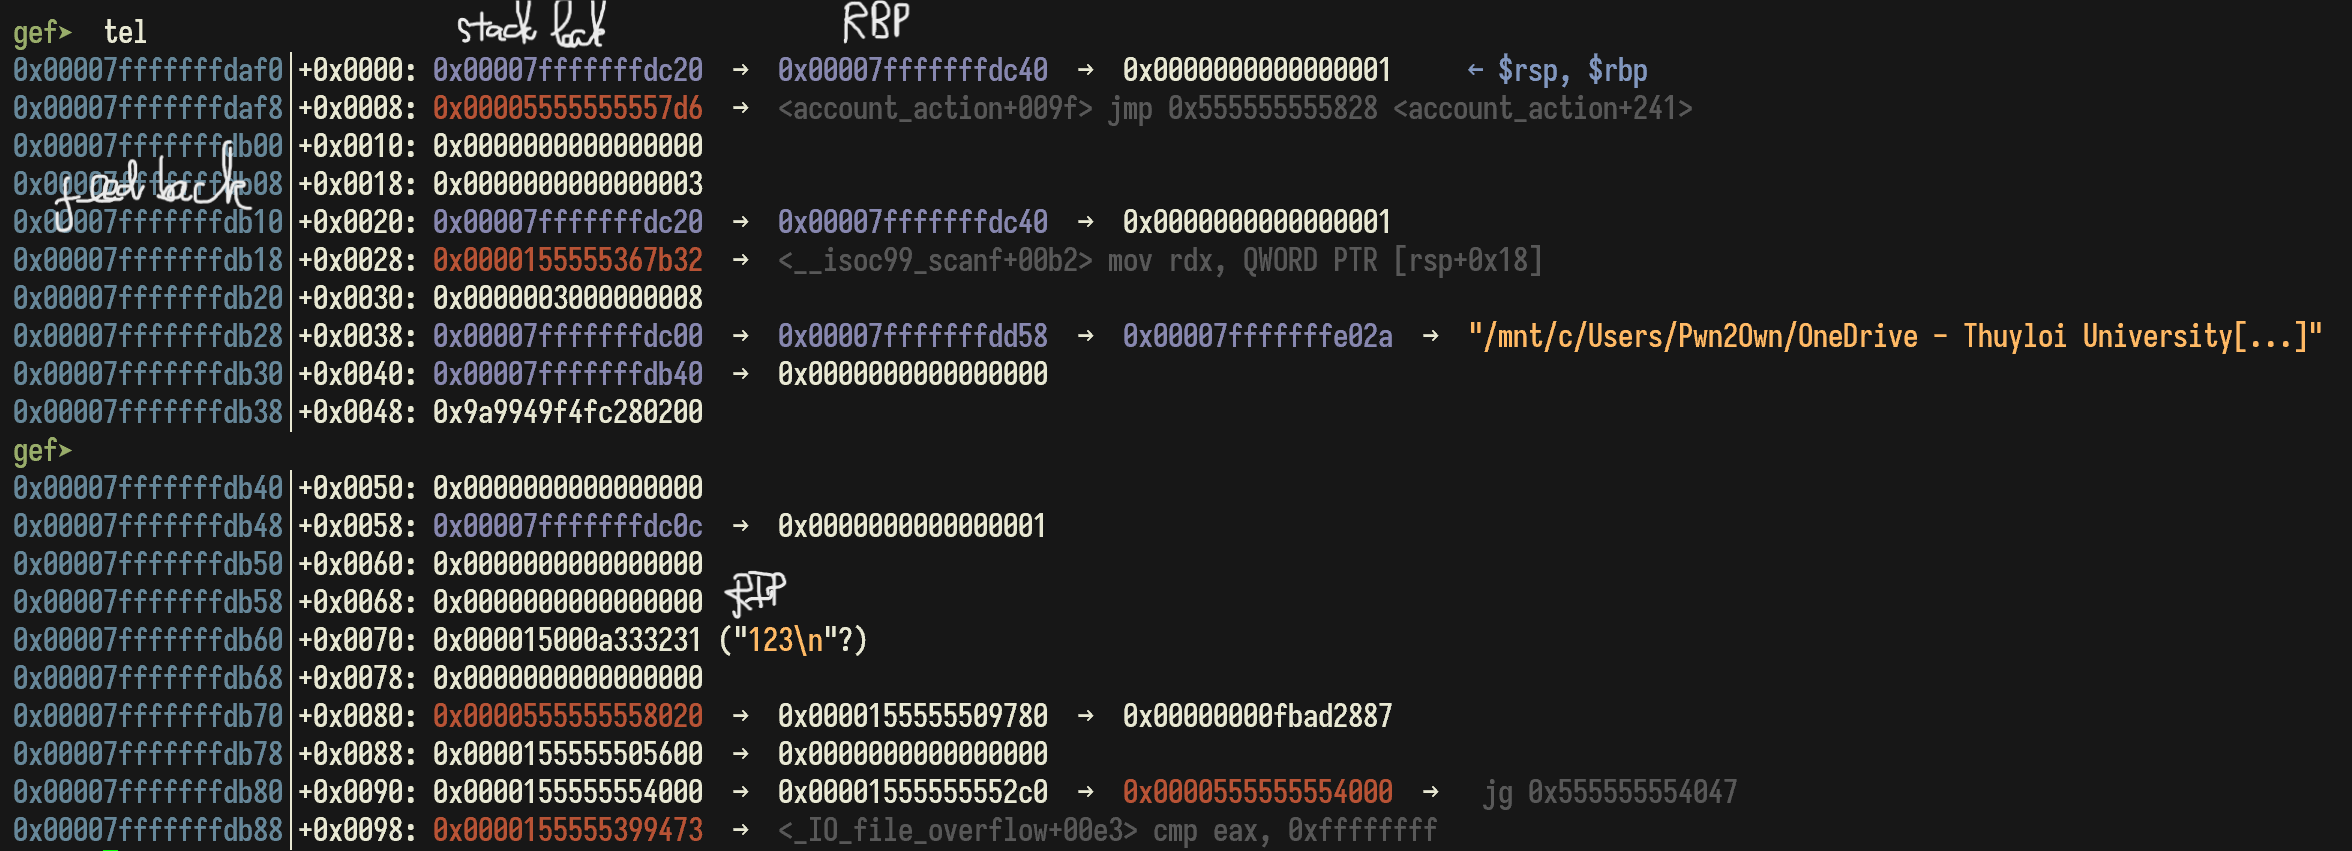 gef➤ tel
stack back RBP
0x00007fffffffdaf0│+0x0000: 0x00007fffffffdc20 → 0x00007fffffffdc40 → 0x0000000000000001 ← $rsp, $rbp
0x00007fffffffdaf8│+0x0008: 0x00005555555557d6 → <account_action+009f> jmp 0x555555555828 <account_action+241>
0x00007fffffffdb00│+0x0010: 0x0000000000000000
0x00007fffffffdb08│+0x0018: 0x0000000000000003
feedback
0x00007fffffffdb10│+0x0020: 0x00007fffffffdc20 → 0x00007fffffffdc40 → 0x0000000000000001
0x00007fffffffdb18│+0x0028: 0x0000155555367b32 → <__isoc99_scanf+00b2> mov rdx, QWORD PTR [rsp+0x18]
0x00007fffffffdb20│+0x0030: 0x0000003000000008
0x00007fffffffdb28│+0x0038: 0x00007fffffffdc00 → 0x00007fffffffdd58 → 0x00007fffffffe02a → "/mnt/c/Users/Pwn2Own/OneDrive - Thuyloi University[...]"
0x00007fffffffdb30│+0x0040: 0x00007fffffffdb40 → 0x0000000000000000
0x00007fffffffdb38│+0x0048: 0x9a9949f4fc280200
gef➤
0x00007fffffffdb40│+0x0050: 0x0000000000000000
0x00007fffffffdb48│+0x0058: 0x00007fffffffdc0c → 0x0000000000000001
0x00007fffffffdb50│+0x0060: 0x0000000000000000
0x00007fffffffdb58│+0x0068: 0x0000000000000000 RIP
0x00007fffffffdb60│+0x0070: 0x000015000a333231 ("123\n"?)
0x00007fffffffdb68│+0x0078: 0x0000000000000000
0x00007fffffffdb70│+0x0080: 0x0000555555558020 → 0x0000155555509780 → 0x00000000fbad2887
0x00007fffffffdb78│+0x0088: 0x0000155555505600 → 0x0000000000000000
0x00007fffffffdb80│+0x0090: 0x0000155555554000 → 0x00001555555552c0 → 0x0000555555554000 → jg 0x555555554047
0x00007fffffffdb88│+0x0098: 0x0000155555399473 → <_IO_file_overflow+00e3> cmp eax, 0xffffffff